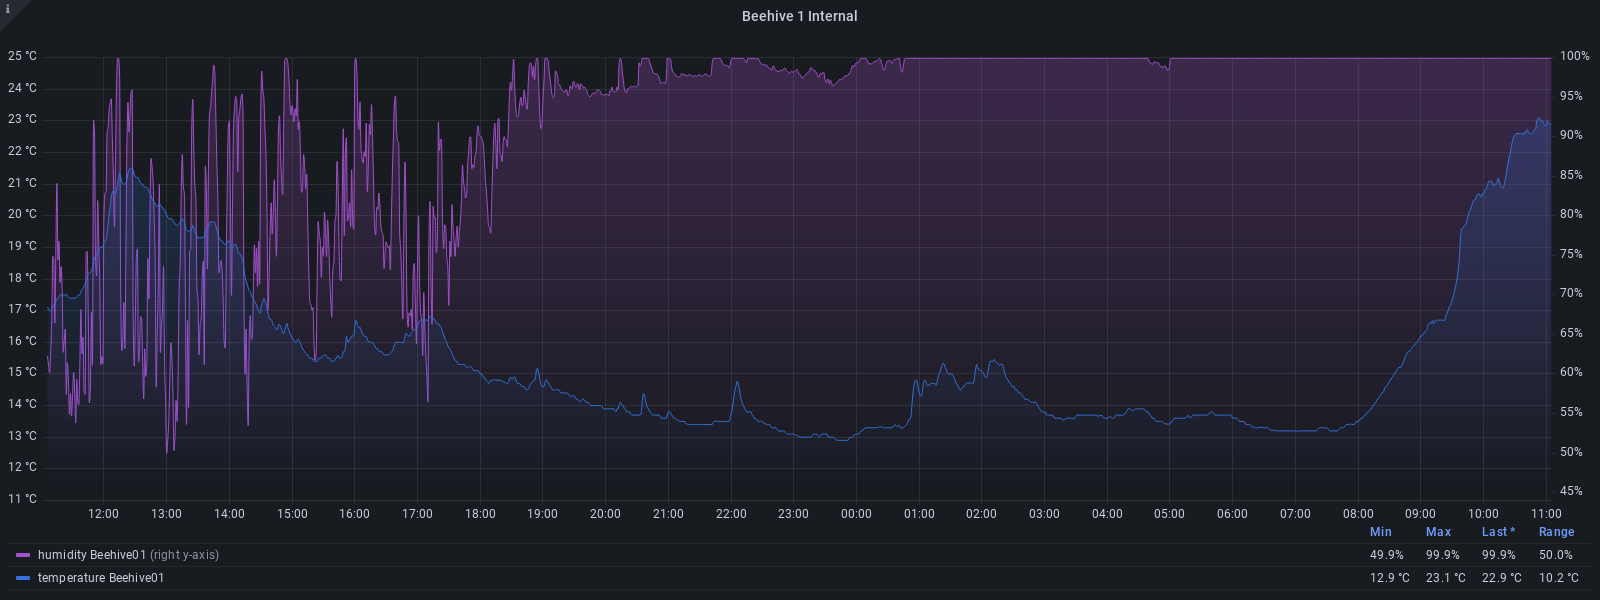 i
Beehive 1 Internal
25 °C 100%
24 °C 95%
23 °C 90%
22 °C 85%
21 °C 80%
20 °C 75%
19 °C 70%
18 °C 65%
17 °C 60%
16 °C 55%
15 °C 50%
14 °C 45%
13 °C
12 °C
11 °C
12:00 13:00 14:00 15:00 16:00 17:00 18:00 19:00 20:00 21:00 22:00 23:00 00:00 01:00 02:00 03:00 04:00 05:00 06:00 07:00 08:00 09:00 10:00 11:00
Min Max Last * Range
humidity Beehive01 (right y-axis) 49.9% 99.9% 99.9% 50.0%
temperature Beehive01 12.9 °C 23.1 °C 22.9 °C 10.2 °C